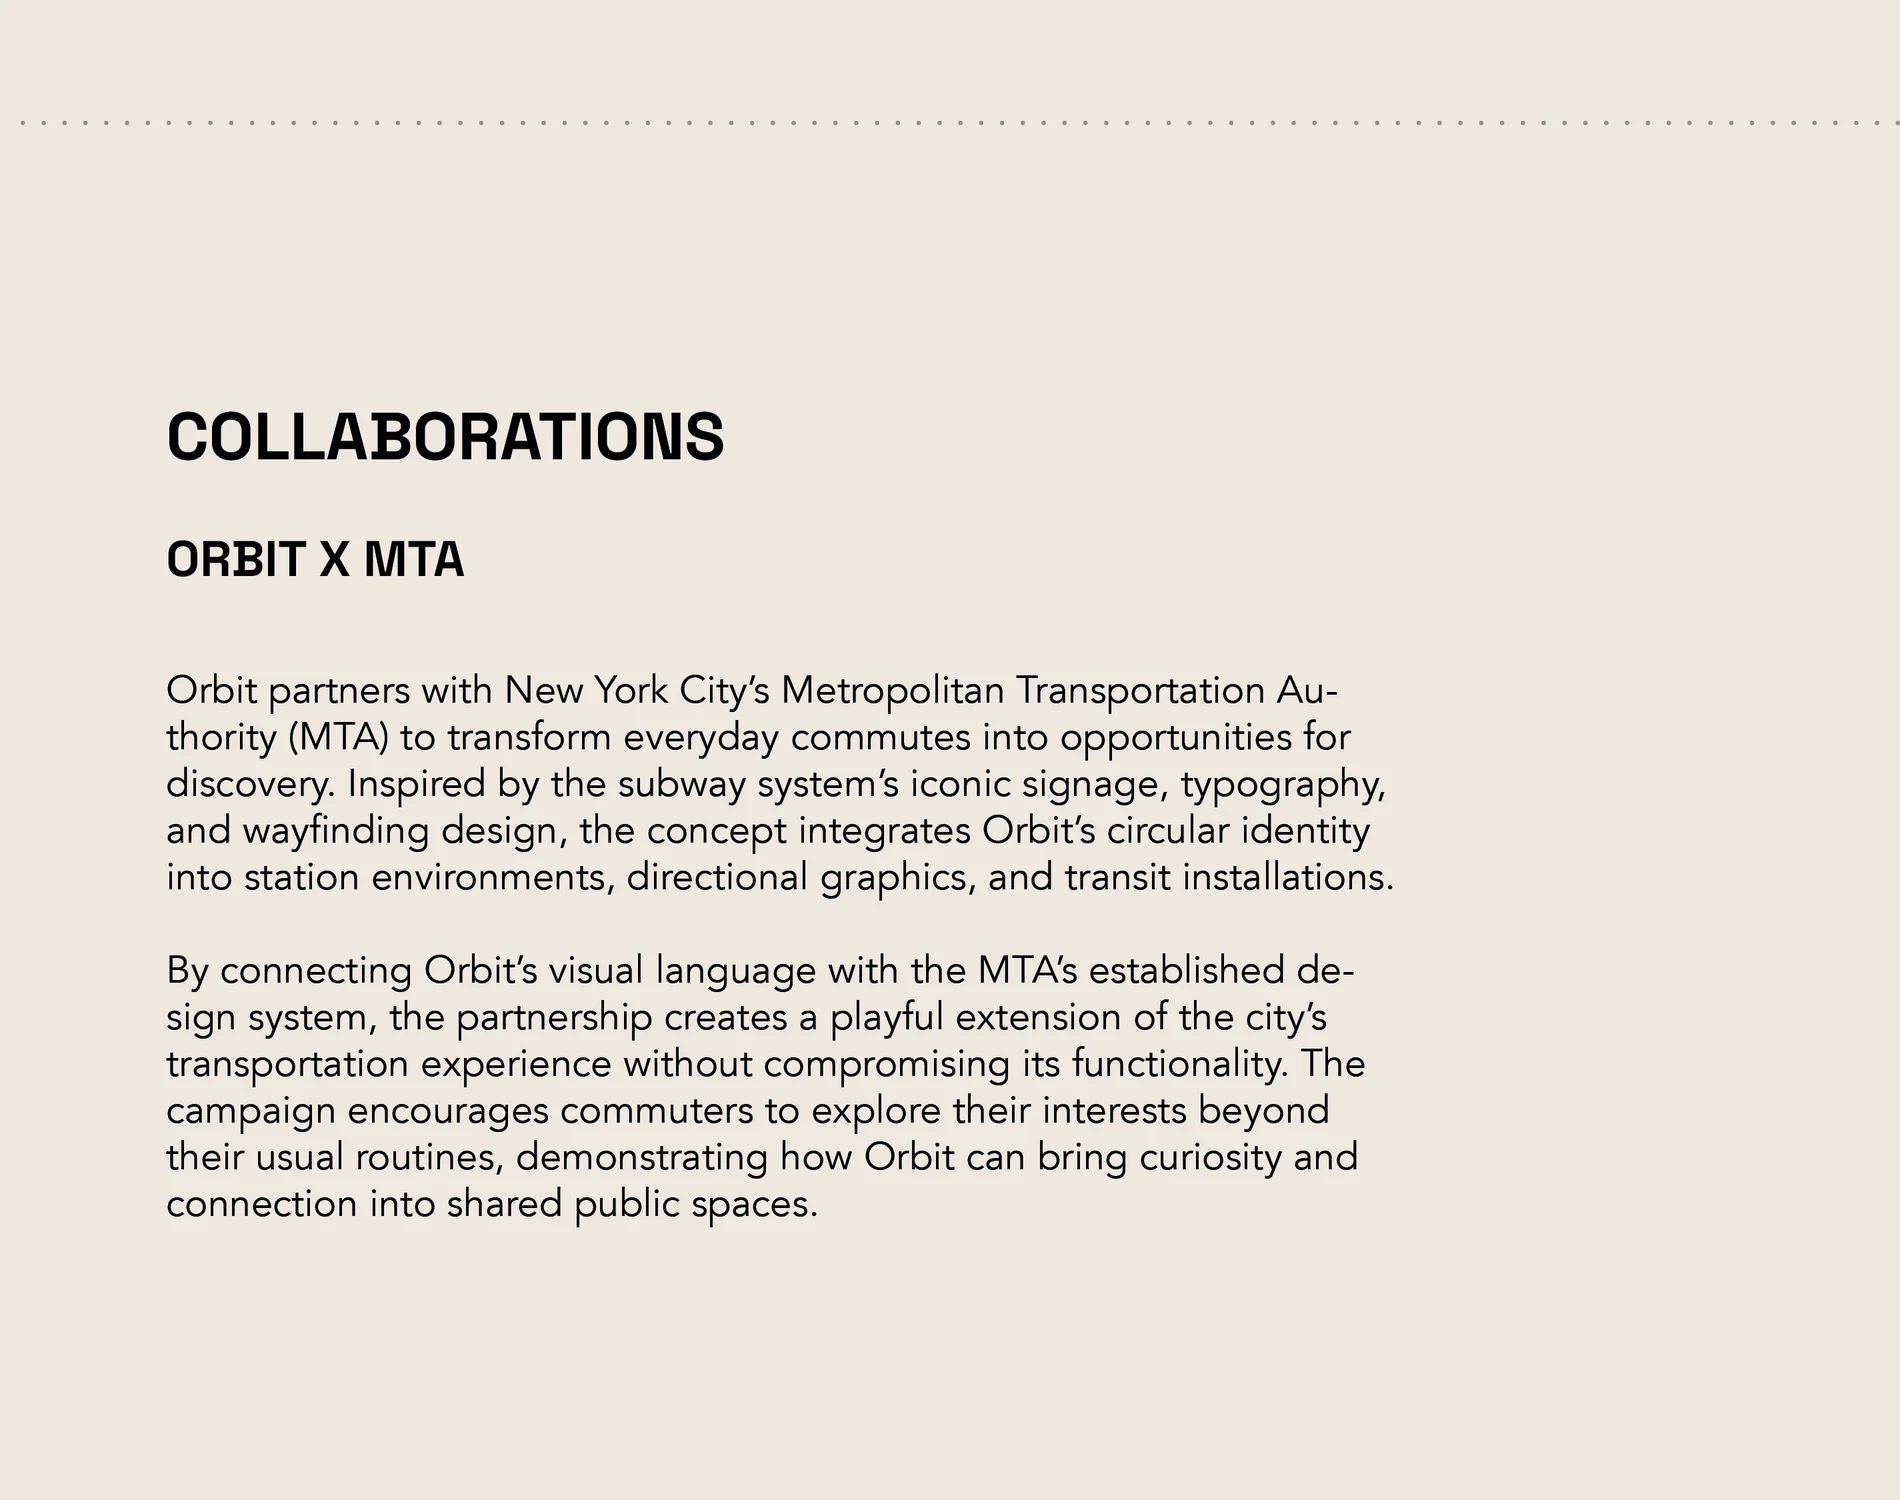 COLLABORATIONS
ORBIT X MTA
Orbit partners with New York City’s Metropolitan Transportation Au-
thority (MTA) to transform everyday commutes into opportunities for
discovery. Inspired by the subway system’s iconic signage, typography,
and wayfinding design, the concept integrates Orbit’s circular identity
into station environments, directional graphics, and transit installations.
By connecting Orbit’s visual language with the MTA’s established de-
sign system, the partnership creates a playful extension of the city’s
transportation experience without compromising its functionality. The
campaign encourages commuters to explore their interests beyond
their usual routines, demonstrating how Orbit can bring curiosity and
connection into shared public spaces.